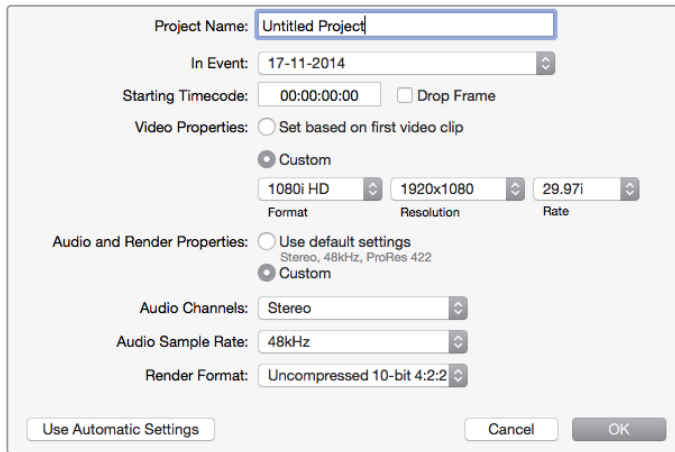 Project Name: Untitled Project
In Event: 17-11-2014
Starting Timecode: 00:00:00:00 Drop Frame
Video Properties: Set based on first video clip
Custom
1080i HD 1920x1080 29.97i
Format Resolution Rate
Audio and Render Properties: Use default settings
Stereo, 48kHz, ProRes 422
Custom
Audio Channels: Stereo
Audio Sample Rate: 48kHz
Render Format: Uncompressed 10-bit 4:2:2
Use Automatic Settings Cancel OK